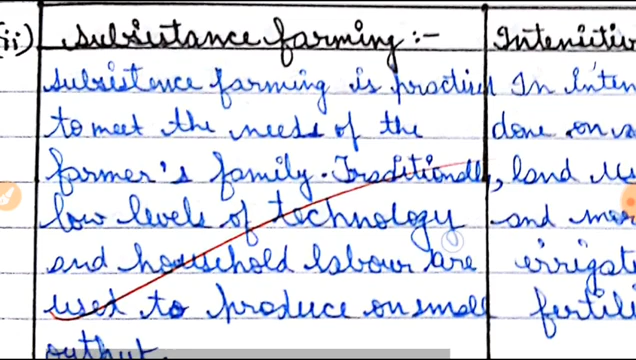 ii) Subsistance farming :- Intensitiv
Subsistence farming is practised In Inten
to meet the needs of the done on
farmer's family. Traditionally, land us
low levels of technology and
and household labour are irrigat
used to produce on small fertili
output.